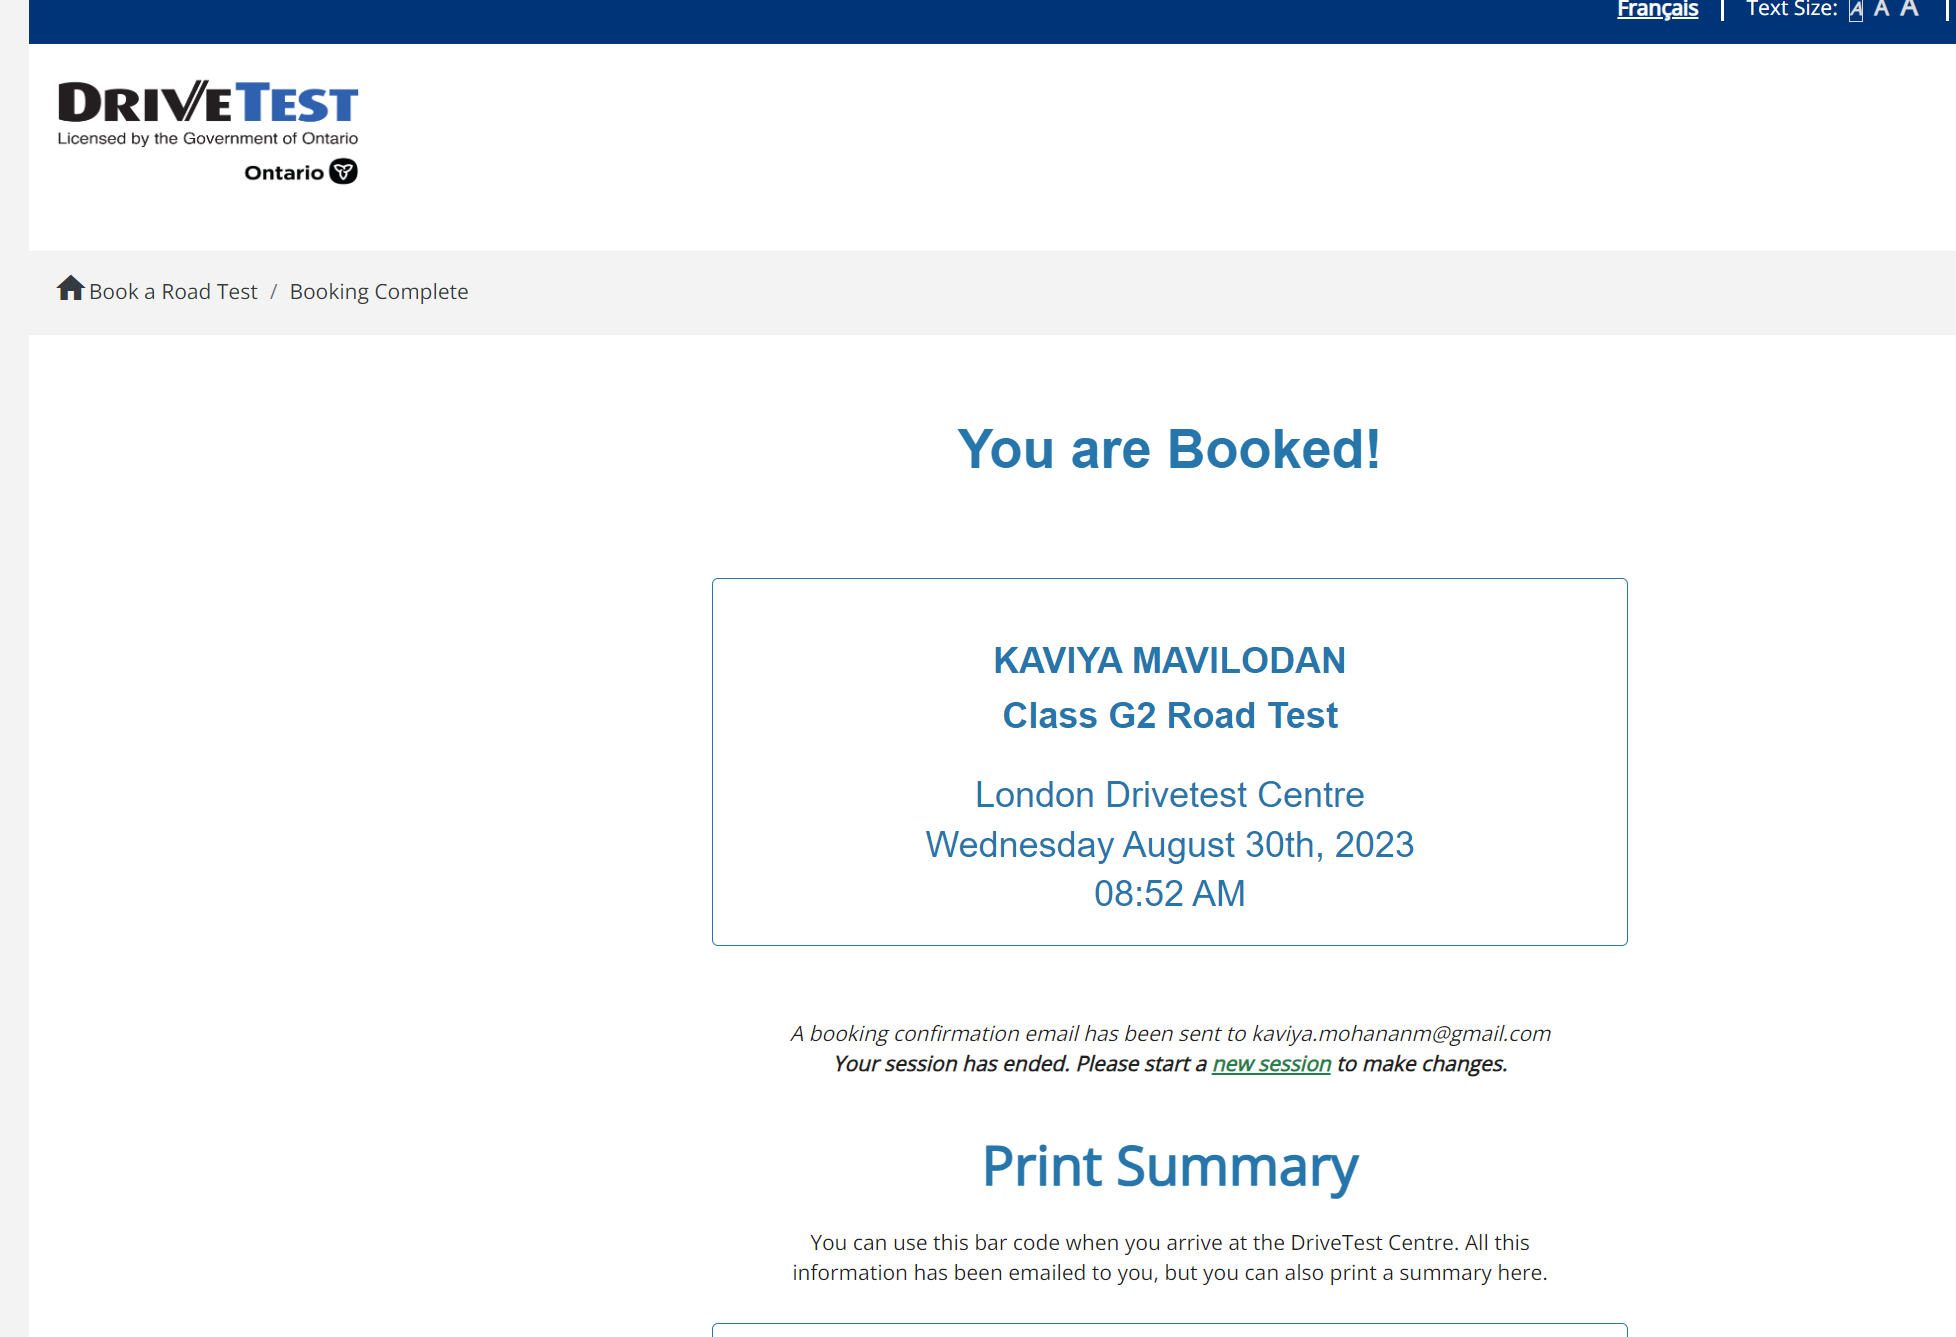 Français | Text Size: A A A |
DRIVETEST
Licensed by the Government of Ontario
Ontario
Book a Road Test / Booking Complete
You are Booked!
KAVIYA MAVILODAN
Class G2 Road Test
London Drivetest Centre
Wednesday August 30th, 2023
08:52 AM
A booking confirmation email has been sent to kaviya.mohananm@gmail.com
Your session has ended. Please start a new session to make changes.
Print Summary
You can use this bar code when you arrive at the DriveTest Centre. All this
information has been emailed to you, but you can also print a summary here.